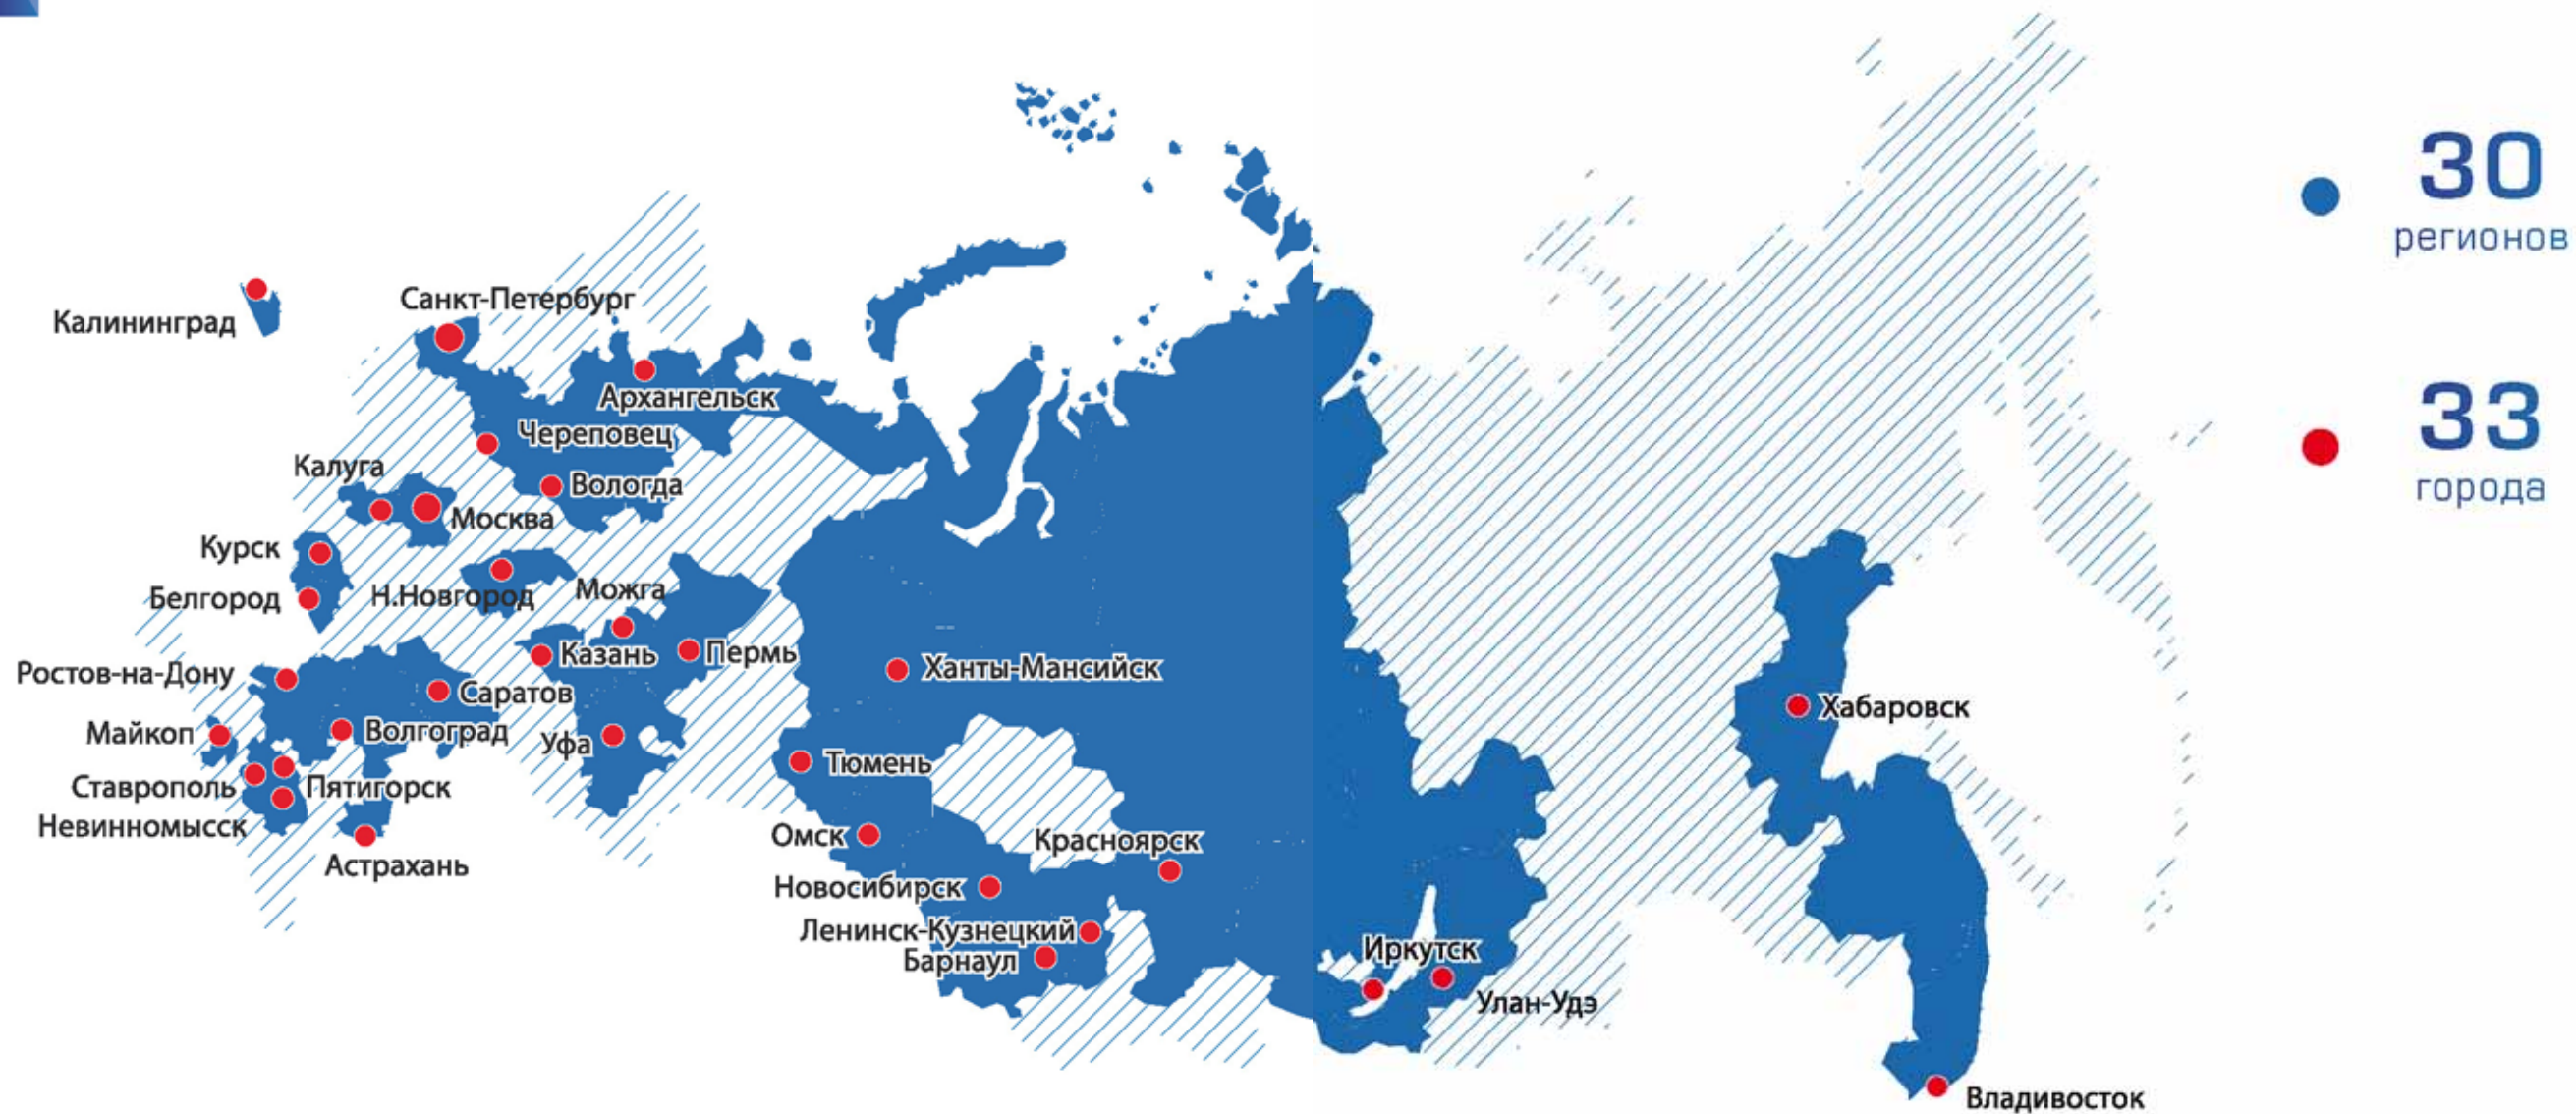 30
регионов
33
города
Калининград
Санкт-Петербург
Архангельск
Череповец
Калуга
Вологда
Москва
Курск
Белгород
Н.Новгород
Можга
Казань
Пермь
Ханты-Мансийск
Ростов-на-Дону
Саратов
Майкоп
Волгоград
Уфа
Тюмень
Ставрополь
Пятигорск
Невинномысск
Астрахань
Омск
Красноярск
Новосибирск
Ленинск-Кузнецкий
Барнаул
Иркутск
Улан-Удэ
Хабаровск
Владивосток